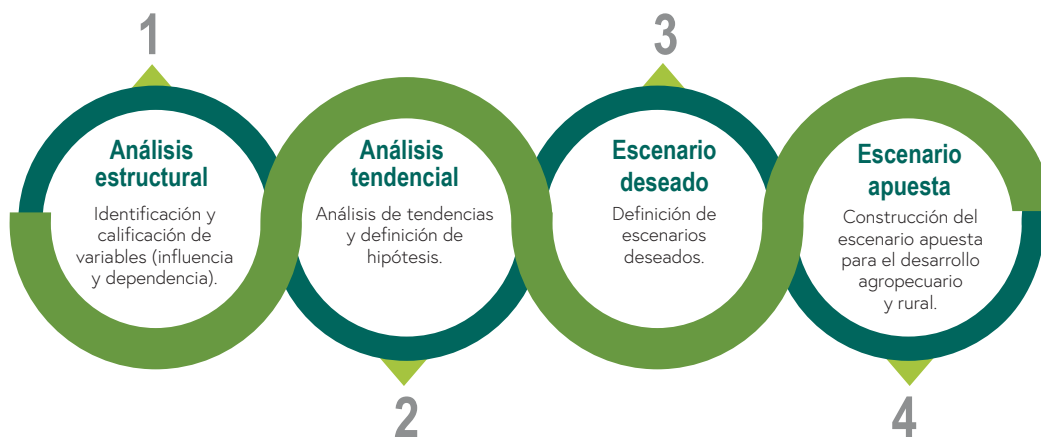 1
Análisis
estructural
Identificación y
calificación de
variables (influencia
y dependencia).
2
Análisis
tendencial
Análisis de tendencias
y definición de
hipótesis.
3
Escenario
deseado
Definición de
escenarios
deseados.
4
Escenario
apuesta
Construcción del
escenario apuesta
para el desarrollo
agropecuario
y rural.